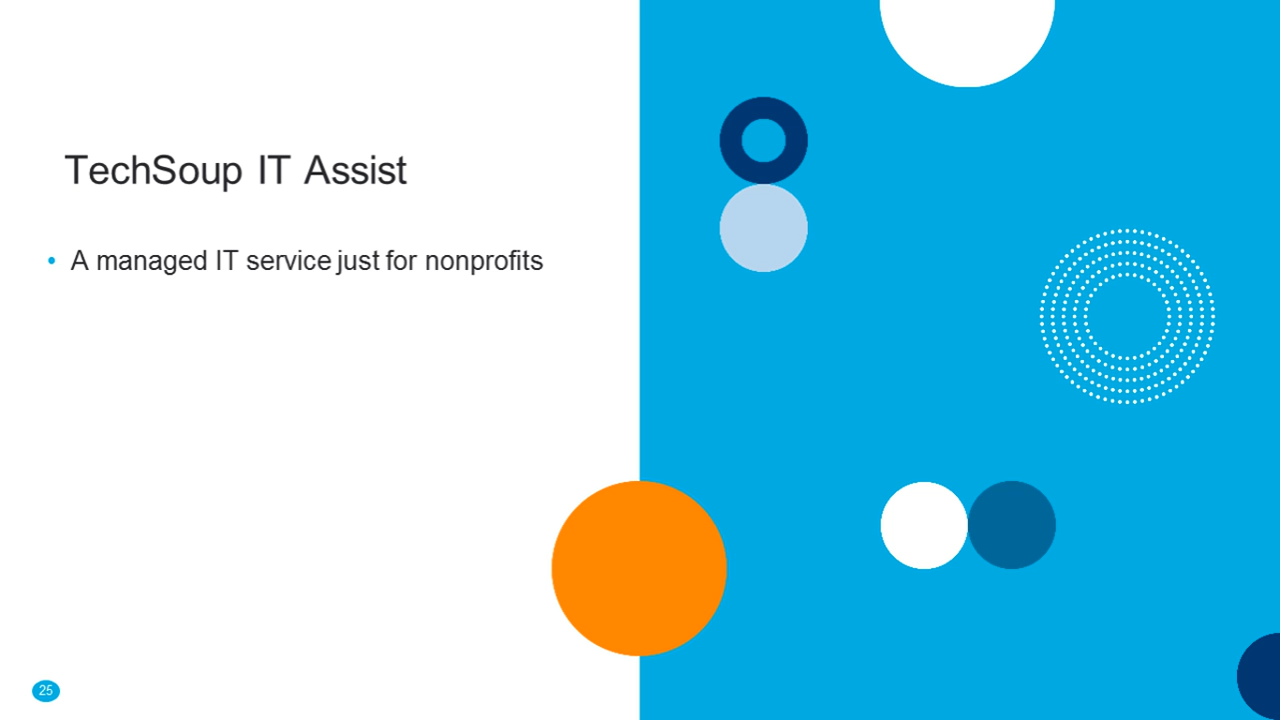 TechSoup IT Assist
• A managed IT service just for nonprofits
25